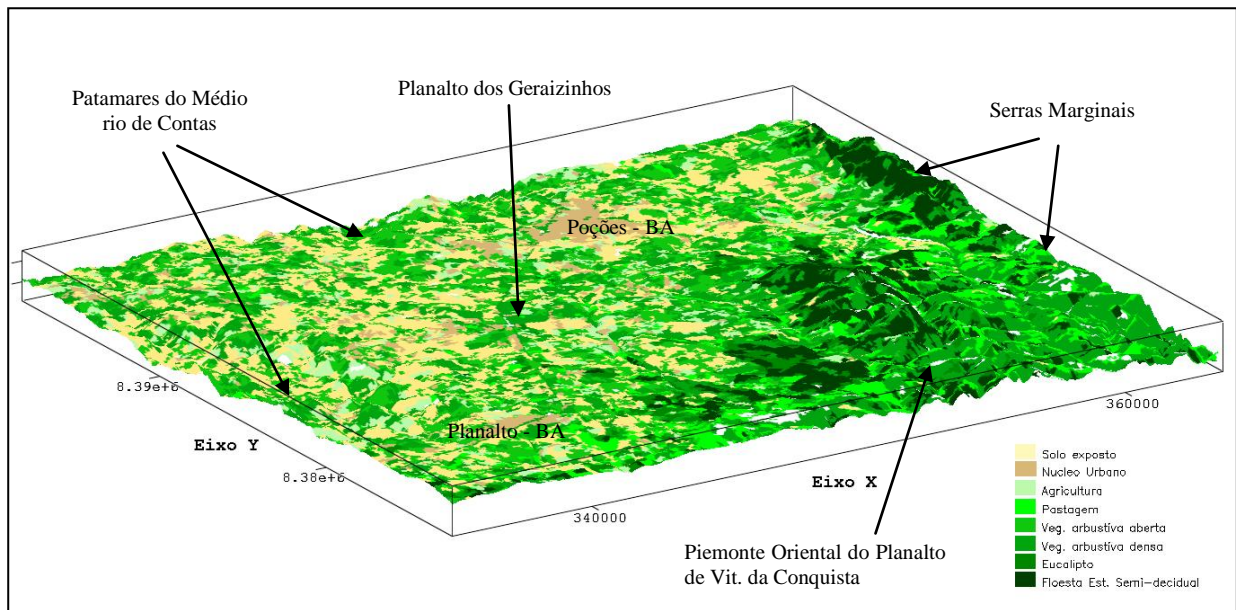 Patamares do Médio
rio de Contas
Planalto dos Geraizinhos
Serras Marginais
Poções - BA
8.39e+6
Planalto - BA
Eixo Y
8.38e+6
340000
Eixo X
360000
Piemonte Oriental do Planalto
de Vit. da Conquista
Solo exposto
Nucleo Urbano
Agricultura
Pastagem
Veg. arbustiva aberta
Veg. arbustiva densa
Eucalipto
Floesta Est. Semi-decidual